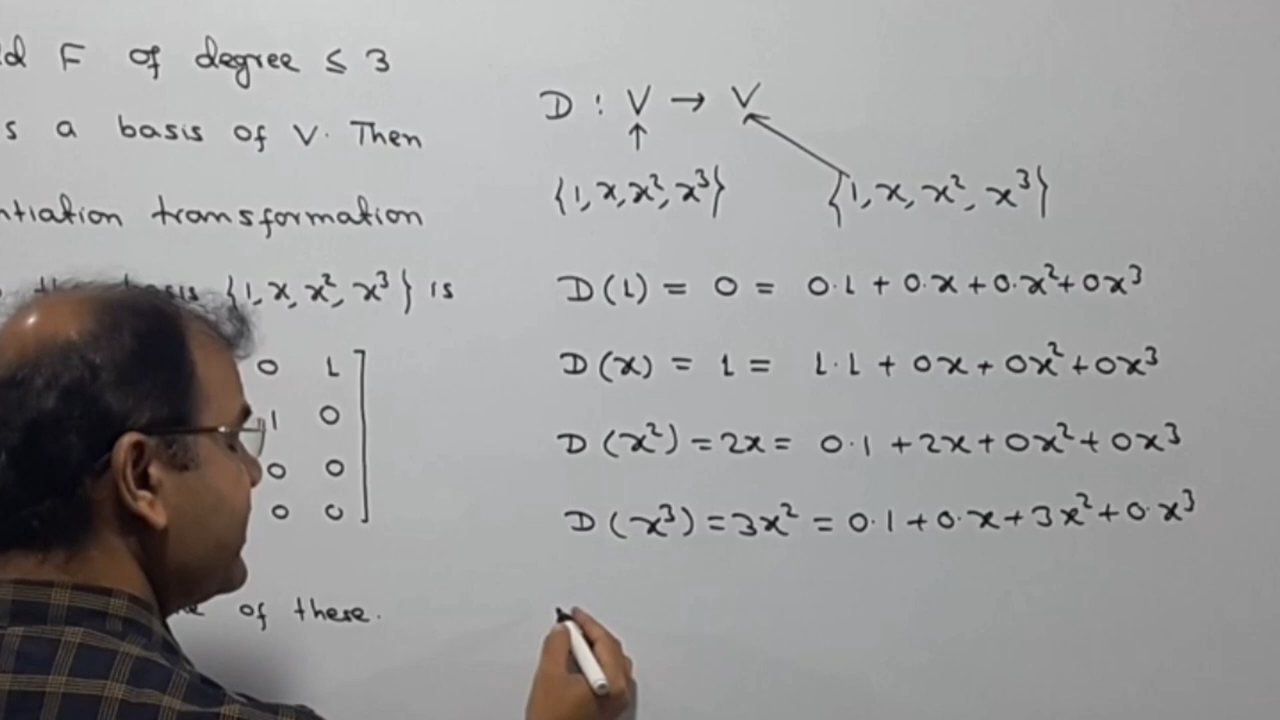 F of degree ≤ 3
a basis of V. Then
transformation
{1, x, x², x³} is
0 1
1 0
0 0
0 0
of these.
D : V → V
{1, x, x², x³} {1, x, x², x³}
D(1) = 0 = 0.1 + 0.x + 0.x² + 0x³
D(x) = 1 = 1.1 + 0x + 0x² + 0x³
D(x²) = 2x = 0.1 + 2x + 0x² + 0x³
D(x³) = 3x² = 0.1 + 0.x + 3x² + 0.x³